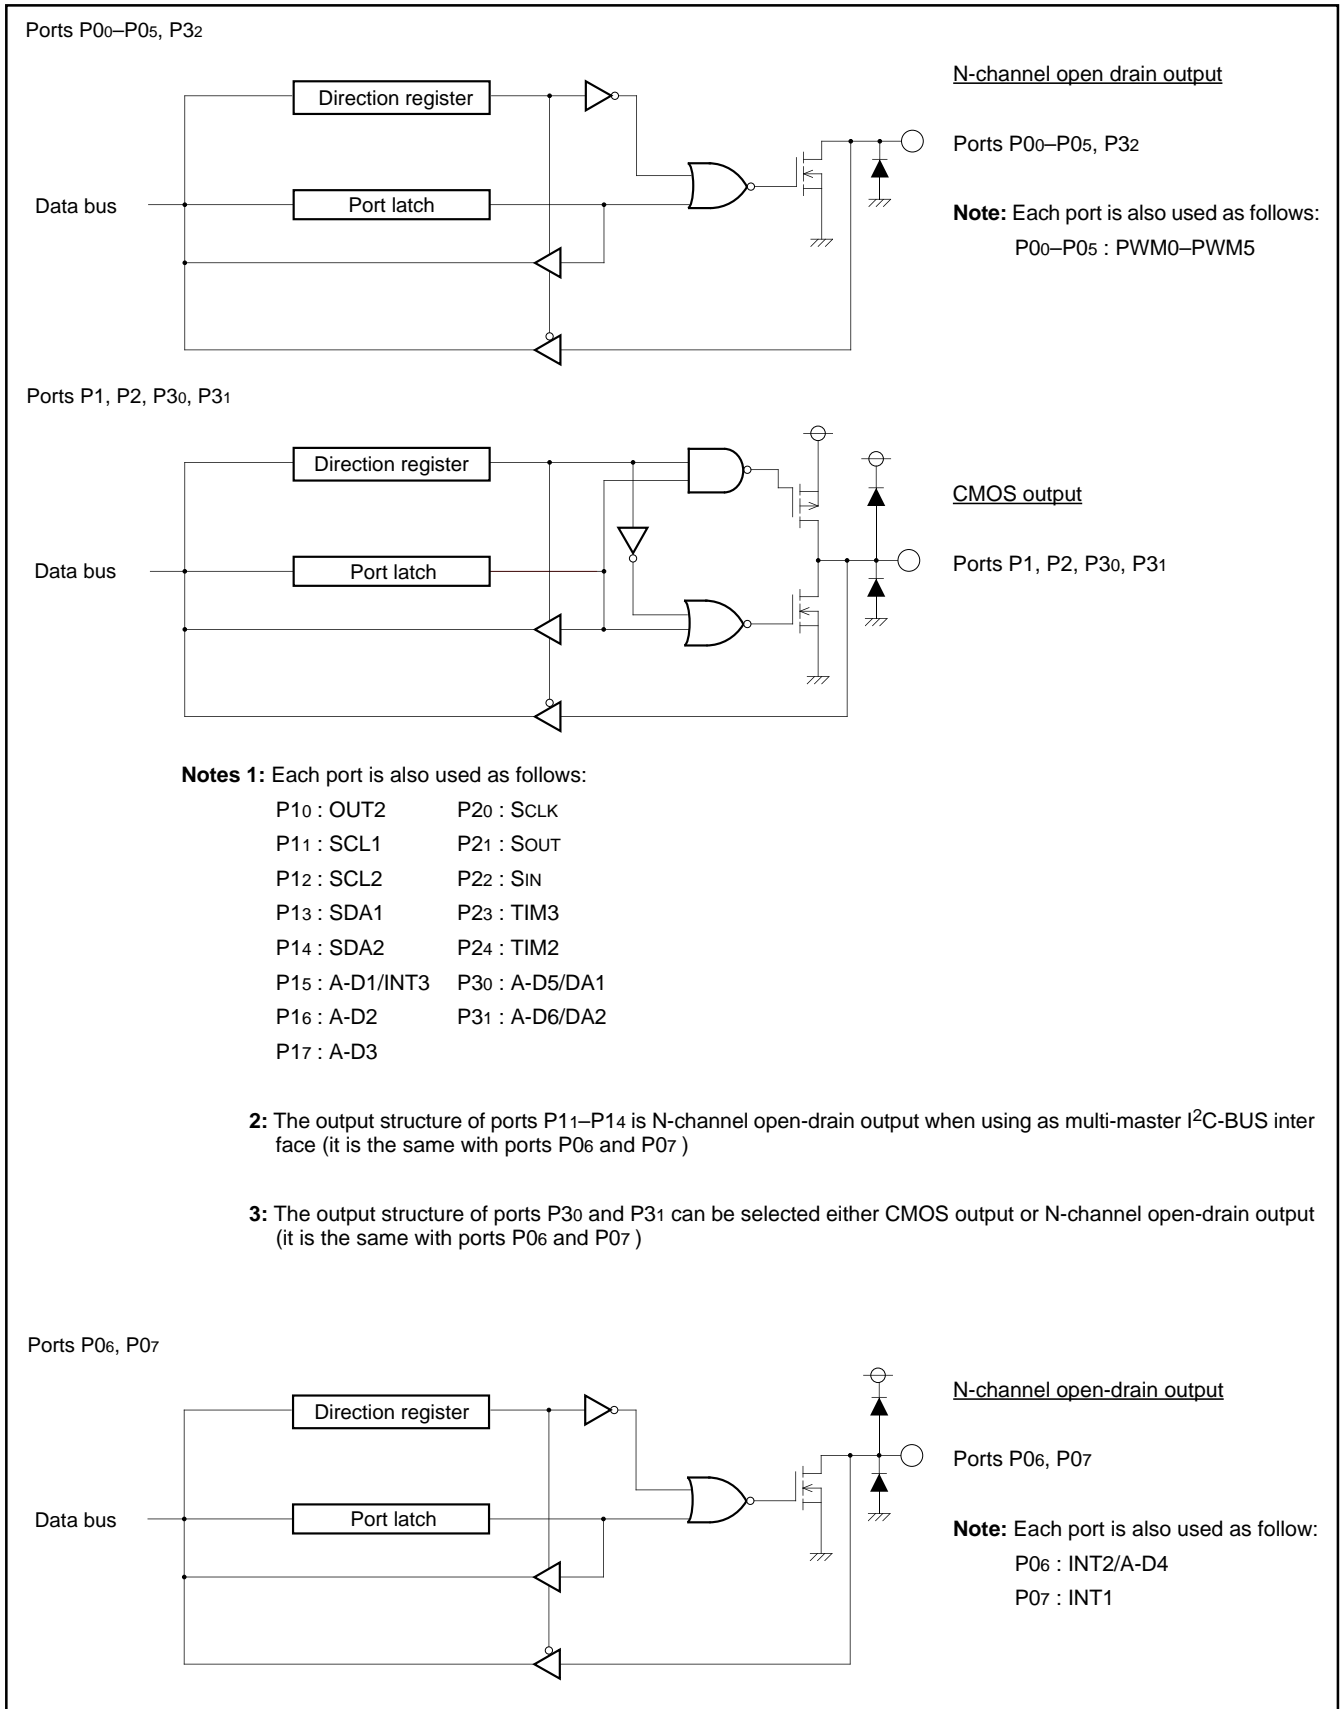 Ports P00–P05, P32
N-channel open drain output
Direction register
Ports P00–P05, P32
Data bus
Port latch
Note: Each port is also used as follows:
P00–P05 : PWM0–PWM5
Ports P1, P2, P30, P31
Direction register
CMOS output
Data bus
Port latch
Ports P1, P2, P30, P31
Notes 1: Each port is also used as follows:
P10 : OUT2 P20 : SCLK
P11 : SCL1 P21 : SOUT
P12 : SCL2 P22 : SIN
P13 : SDA1 P23 : TIM3
P14 : SDA2 P24 : TIM2
P15 : A-D1/INT3 P30 : A-D5/DA1
P16 : A-D2 P31 : A-D6/DA2
P17 : A-D3
2: The output structure of ports P11–P14 is N-channel open-drain output when using as multi-master I2C-BUS inter
face (it is the same with ports P06 and P07 )
3: The output structure of ports P30 and P31 can be selected either CMOS output or N-channel open-drain output
(it is the same with ports P06 and P07 )
Ports P06, P07
N-channel open-drain output
Direction register
Ports P06, P07
Data bus
Port latch
Note: Each port is also used as follow:
P06 : INT2/A-D4
P07 : INT1